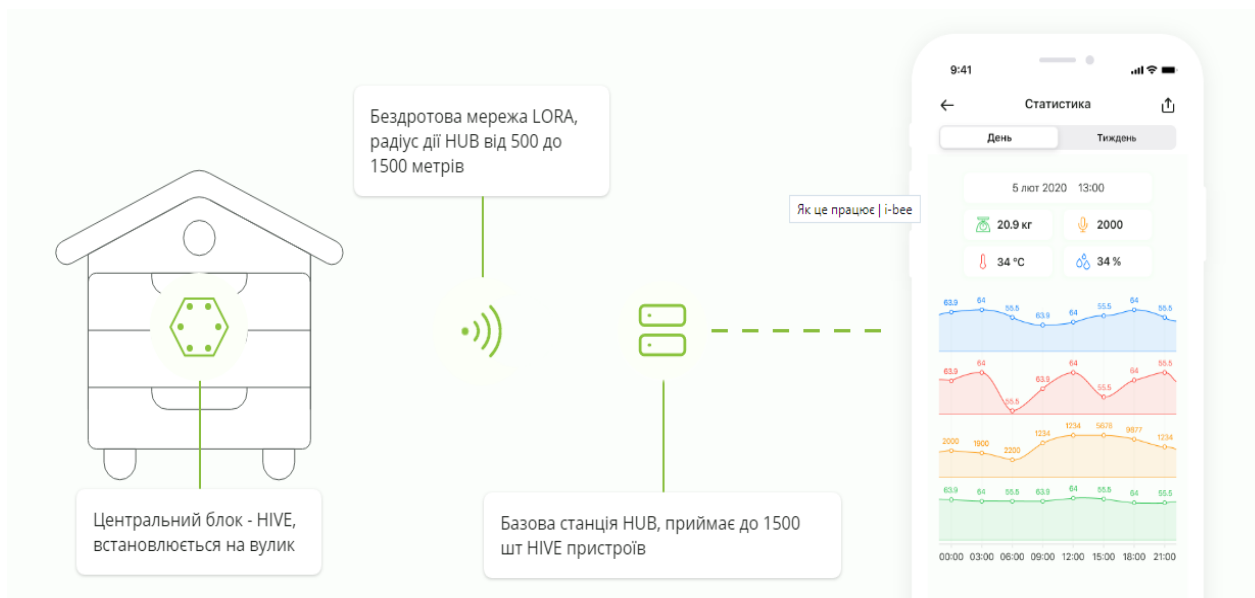 Бездротова мережа LORA,
радіус дії HUB від 500 до
1500 метрів
Центральний блок - HIVE,
встановлюється на вулик
Базова станція HUB, приймає до 1500
шт HIVE пристроїв
Як це працює | i-bee
9:41
Статистика
День Тиждень
5 лют 2020 13:00
20.9 кг 2000
34 °C 34 %
63.9 64 55.5 63.9 64 55.5 64 55.5
63.9 64 55.5 63.9 64 55.5 64 55.5
2000 1900 2200 1234 1234 5678 9877 1234
63.9 64 55.5 63.9 64 55.5 64 55.5
00:00 03:00 06:00 09:00 12:00 15:00 18:00 21:00